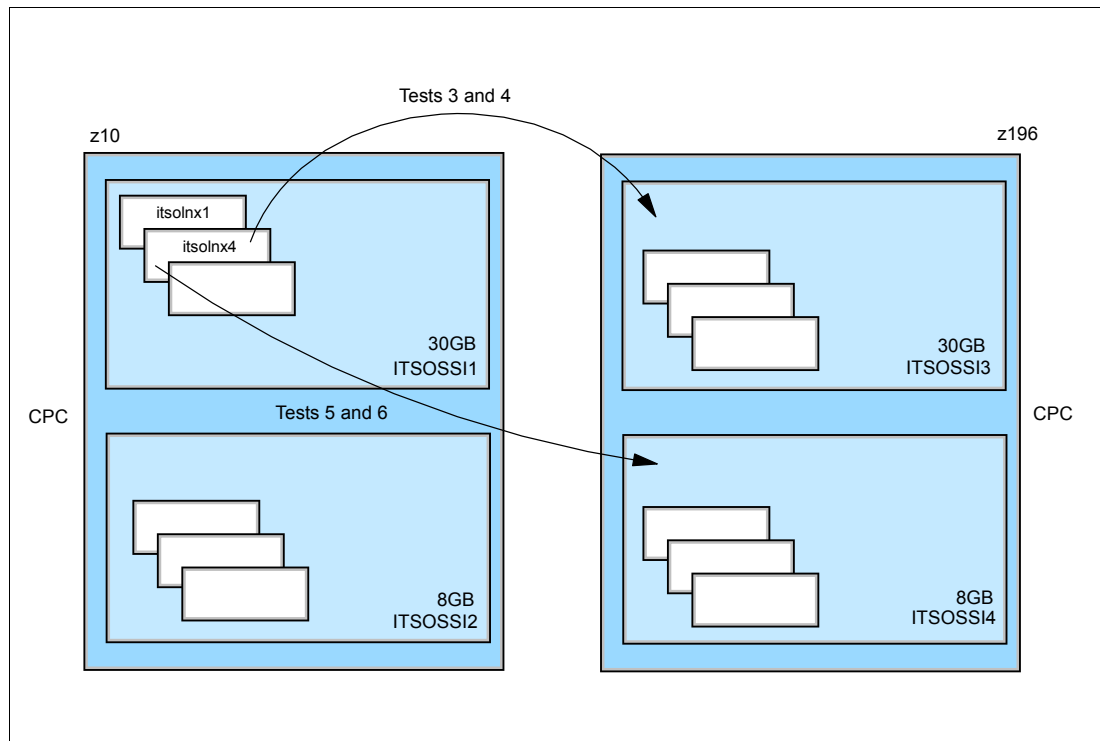 Tests 3 and 4
z10
z196
itsolnx1
itsolnx4
30GB
ITSOSSI1
30GB
ITSOSSI3
CPC
Tests 5 and 6
CPC
8GB
ITSOSSI2
8GB
ITSOSSI4